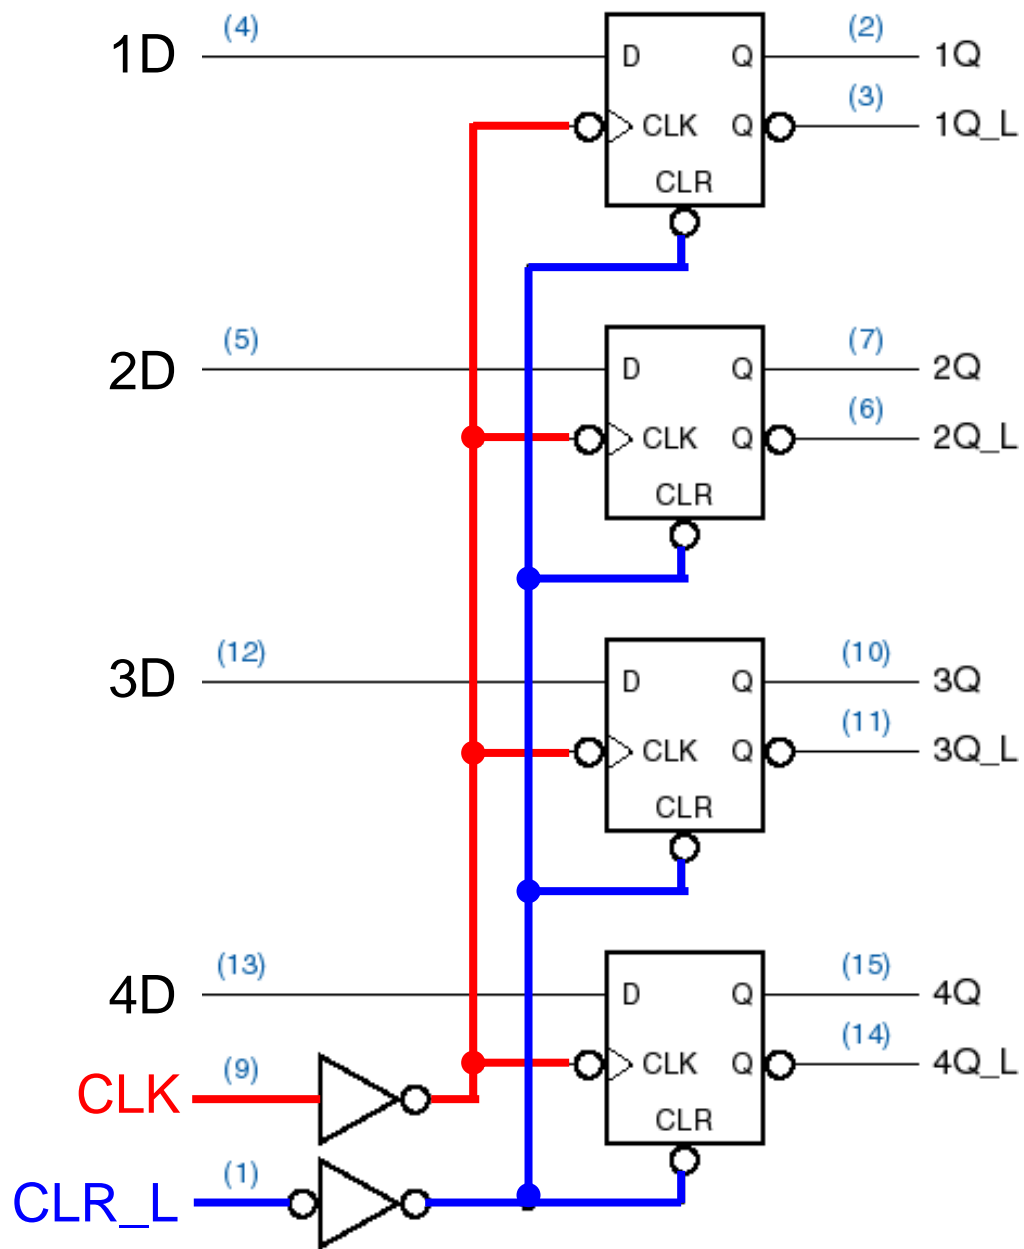 1D (4) D Q (2) 1Q
CLK Q (3) 1Q_L
CLR
2D (5) D Q (7) 2Q
CLK Q (6) 2Q_L
CLR
3D (12) D Q (10) 3Q
CLK Q (11) 3Q_L
CLR
4D (13) D Q (15) 4Q
CLK Q (14) 4Q_L
CLK (9)
CLR
CLR_L (1)